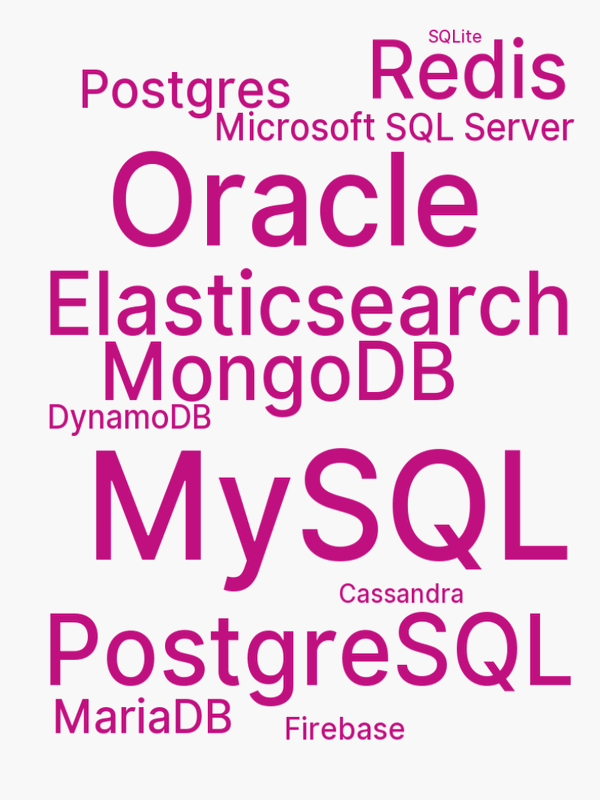 SQLite
Redis
Postgres
Microsoft SQL Server
Oracle
Elasticsearch
MongoDB
DynamoDB
MySQL
Cassandra
PostgreSQL
MariaDB
Firebase